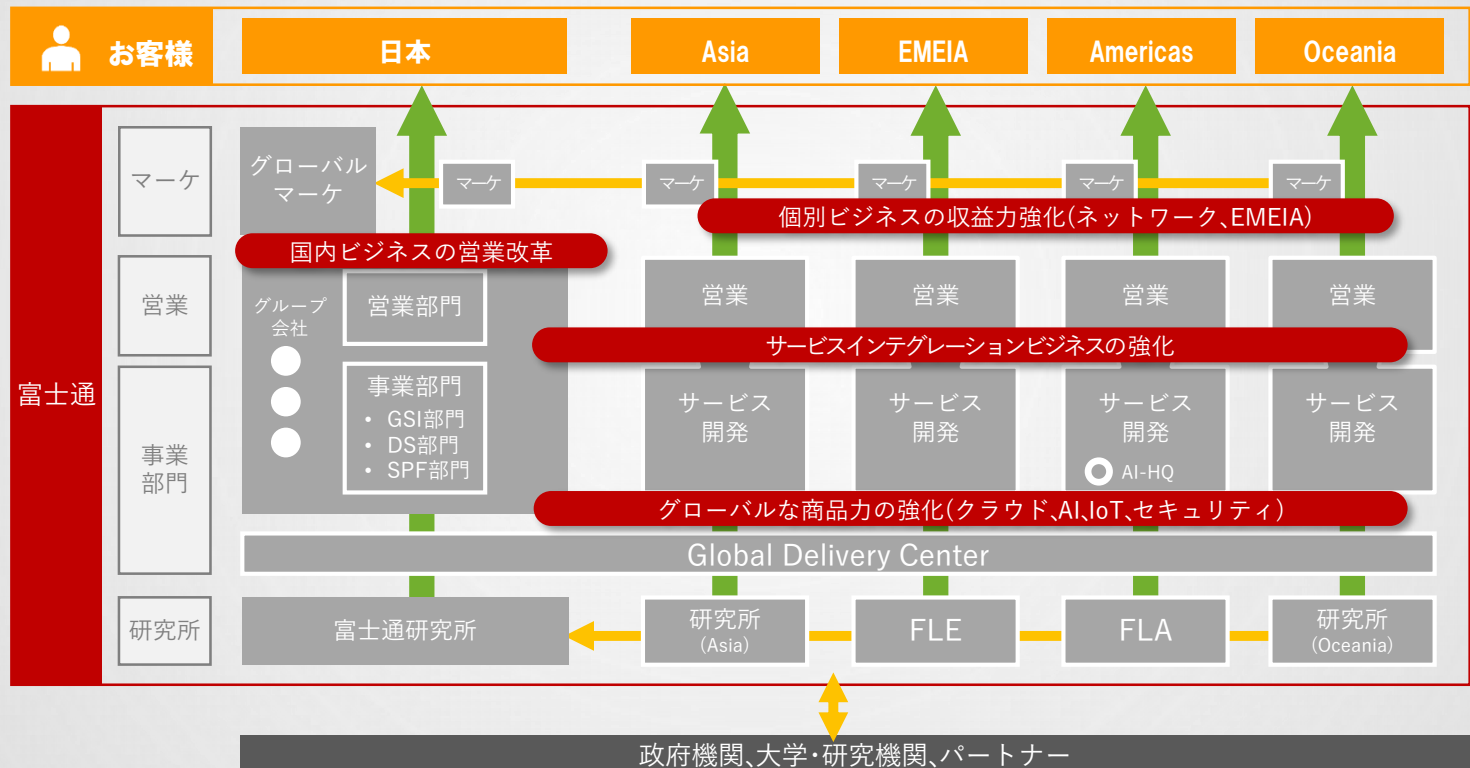 お客様
日本
Asia
EMEIA
Americas
Oceania
富士通
マーケ
グローバル
マーケ
マーケ
マーケ
マーケ
マーケ
マーケ
個別ビジネスの収益力強化(ネットワーク、EMEIA)
国内ビジネスの営業改革
営業
グループ
会社
営業部門
営業
営業
営業
営業
サービスインテグレーションビジネスの強化
事業
部門
事業部門
• GSI部門
• DS部門
• SPF部門
サービス
開発
サービス
開発
サービス
開発
AI-HQ
サービス
開発
グローバルな商品力の強化(クラウド、AI、IoT、セキュリティ)
Global Delivery Center
研究所
富士通研究所
研究所
(Asia)
FLE
FLA
研究所
(Oceania)
政府機関、大学・研究機関、パートナー